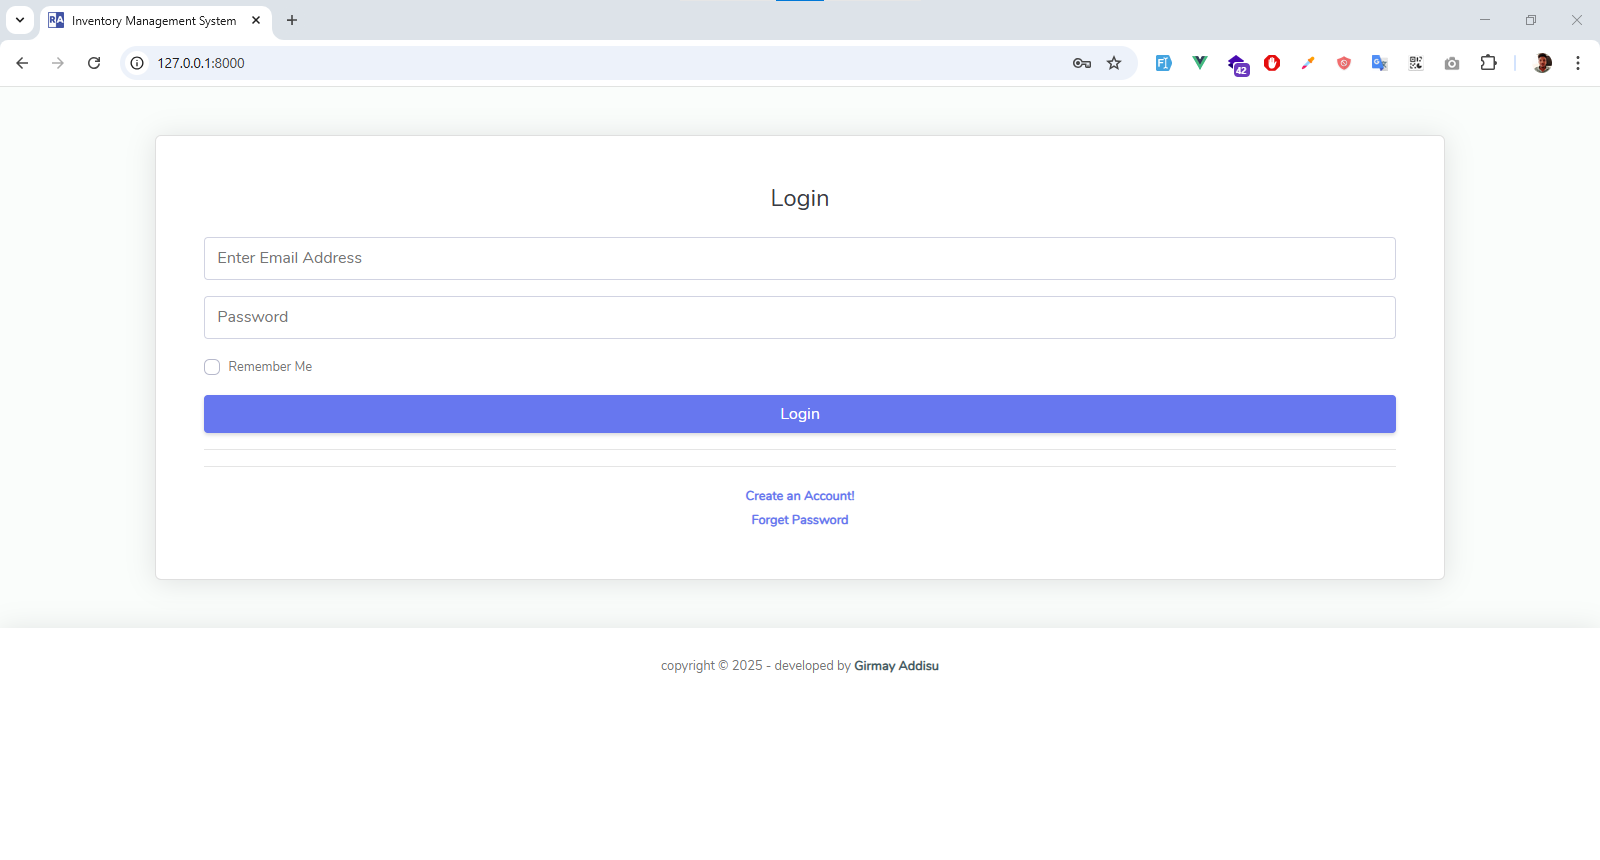 RA Inventory Management System
127.0.0.1:8000
42
Login
Enter Email Address
Password
Remember Me
Login
Create an Account!
Forget Password
copyright © 2025 - developed by Girmay Addisu